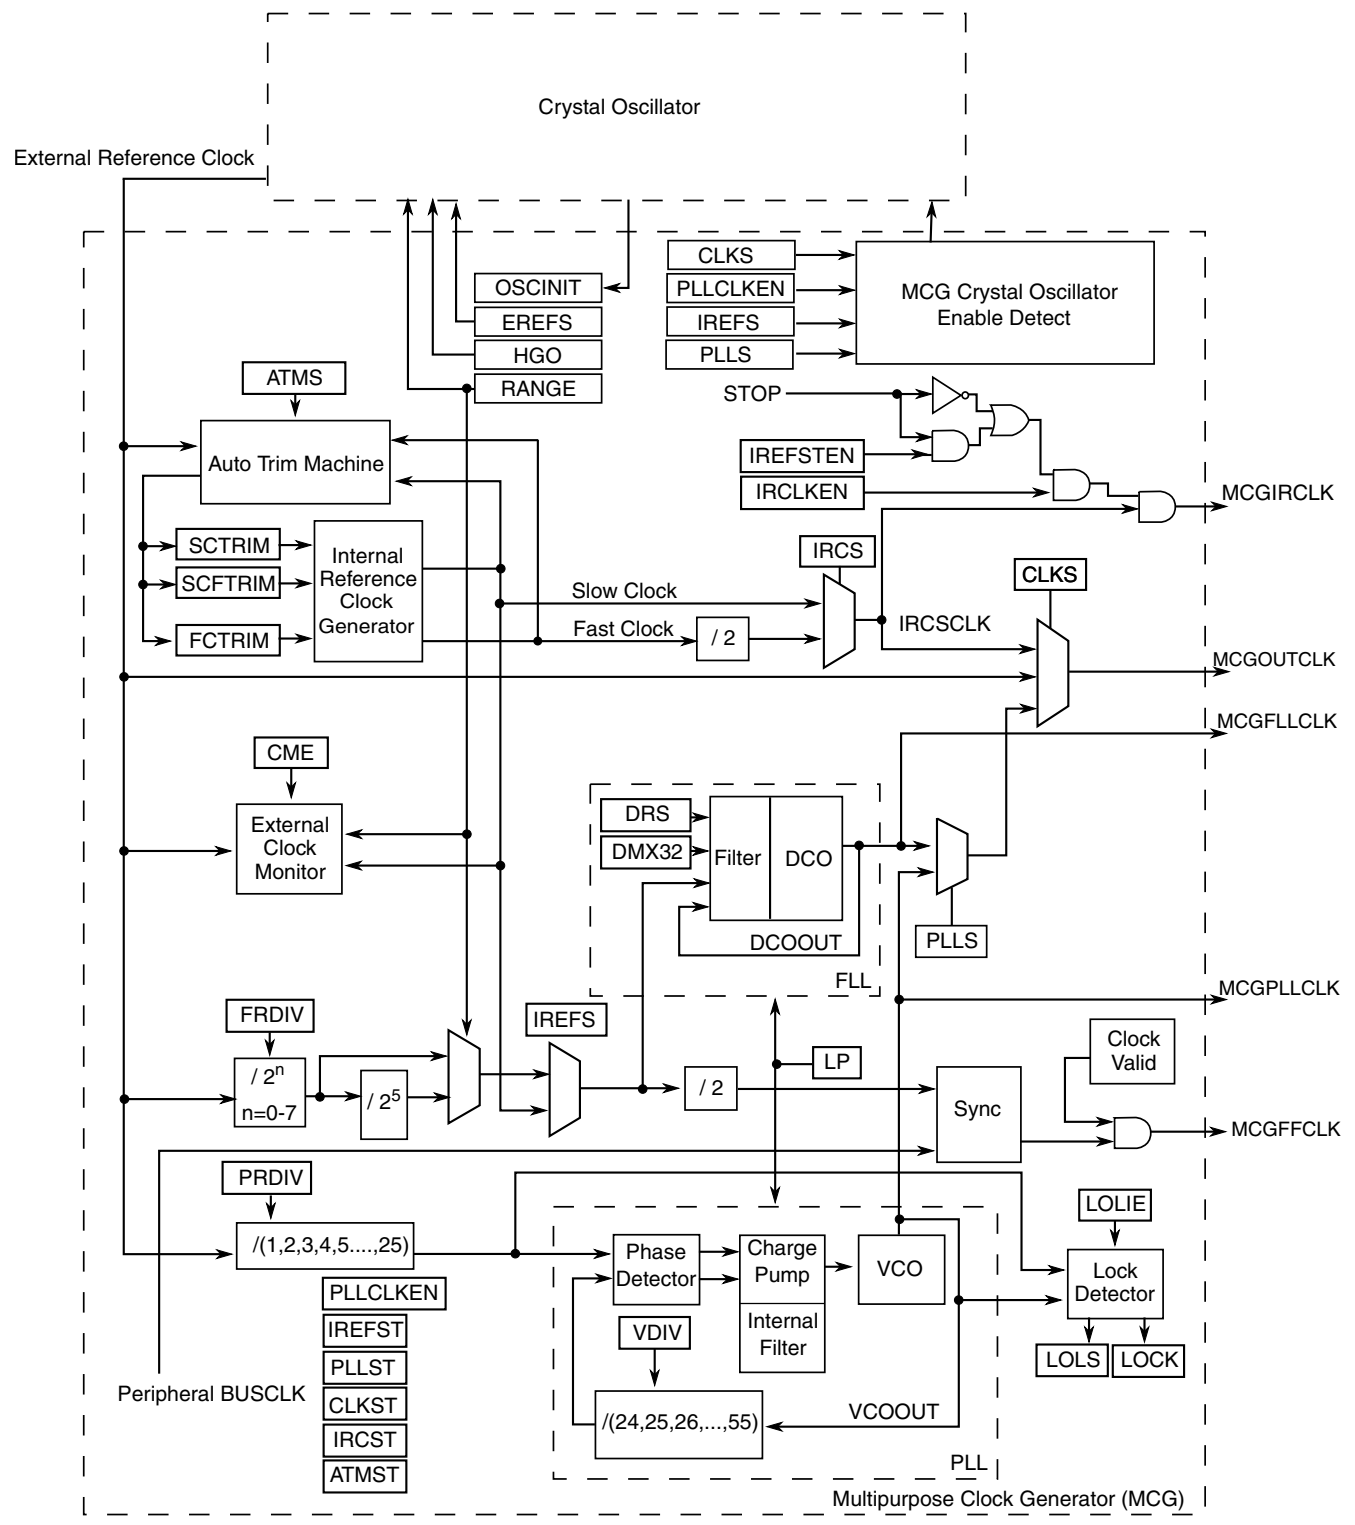 Crystal Oscillator
External Reference Clock
CLKS
PLLCLKEN
IREFS
PLLS
MCG Crystal Oscillator
Enable Detect
OSCINIT
EREFS
HGO
RANGE
ATMS
STOP
Auto Trim Machine
IREFSTEN
IRCLKEN
MCGIRCLK
SCTRIM
SCFTRIM
FCTRIM
Internal
Reference
Clock
Generator
IRCS
CLKS
Slow Clock
Fast Clock
/ 2
IRCSCLK
MCGOUTCLK
MCGFLLCLK
CME
External
Clock
Monitor
DRS
DMX32
Filter
DCO
DCOOUT
FLL
PLLS
MCGPLLCLK
FRDIV
IREFS
Clock
Valid
LP
/ 2ⁿ
n=0-7
/ 2⁵
/ 2
Sync
MCGFFCLK
PRDIV
LOLIE
/(1,2,3,4,5....,25)
Phase
Detector
Charge
Pump
Internal
Filter
VCO
Lock
Detector
PLLCLKEN
IREFST
PLLST
CLKST
IRCST
ATMST
VDIV
LOLS
LOCK
Peripheral BUSCLK
/(24,25,26,...,55)
VCOOUT
PLL
Multipurpose Clock Generator (MCG)